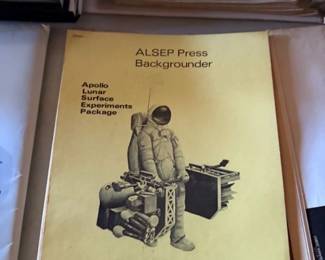 ALSEP Press
Backgrounder
Apollo
Lunar
Surface
Experiments
Package